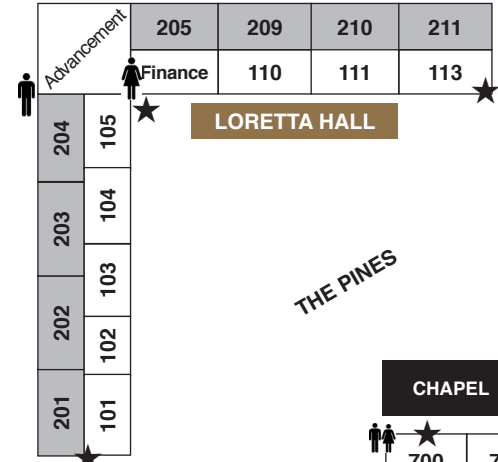 205 209 210 211
Advancement
Finance 110 111 113
LORETTA HALL
204 105
203 104
202 103
102
201 101
THE PINES
CHAPEL
700